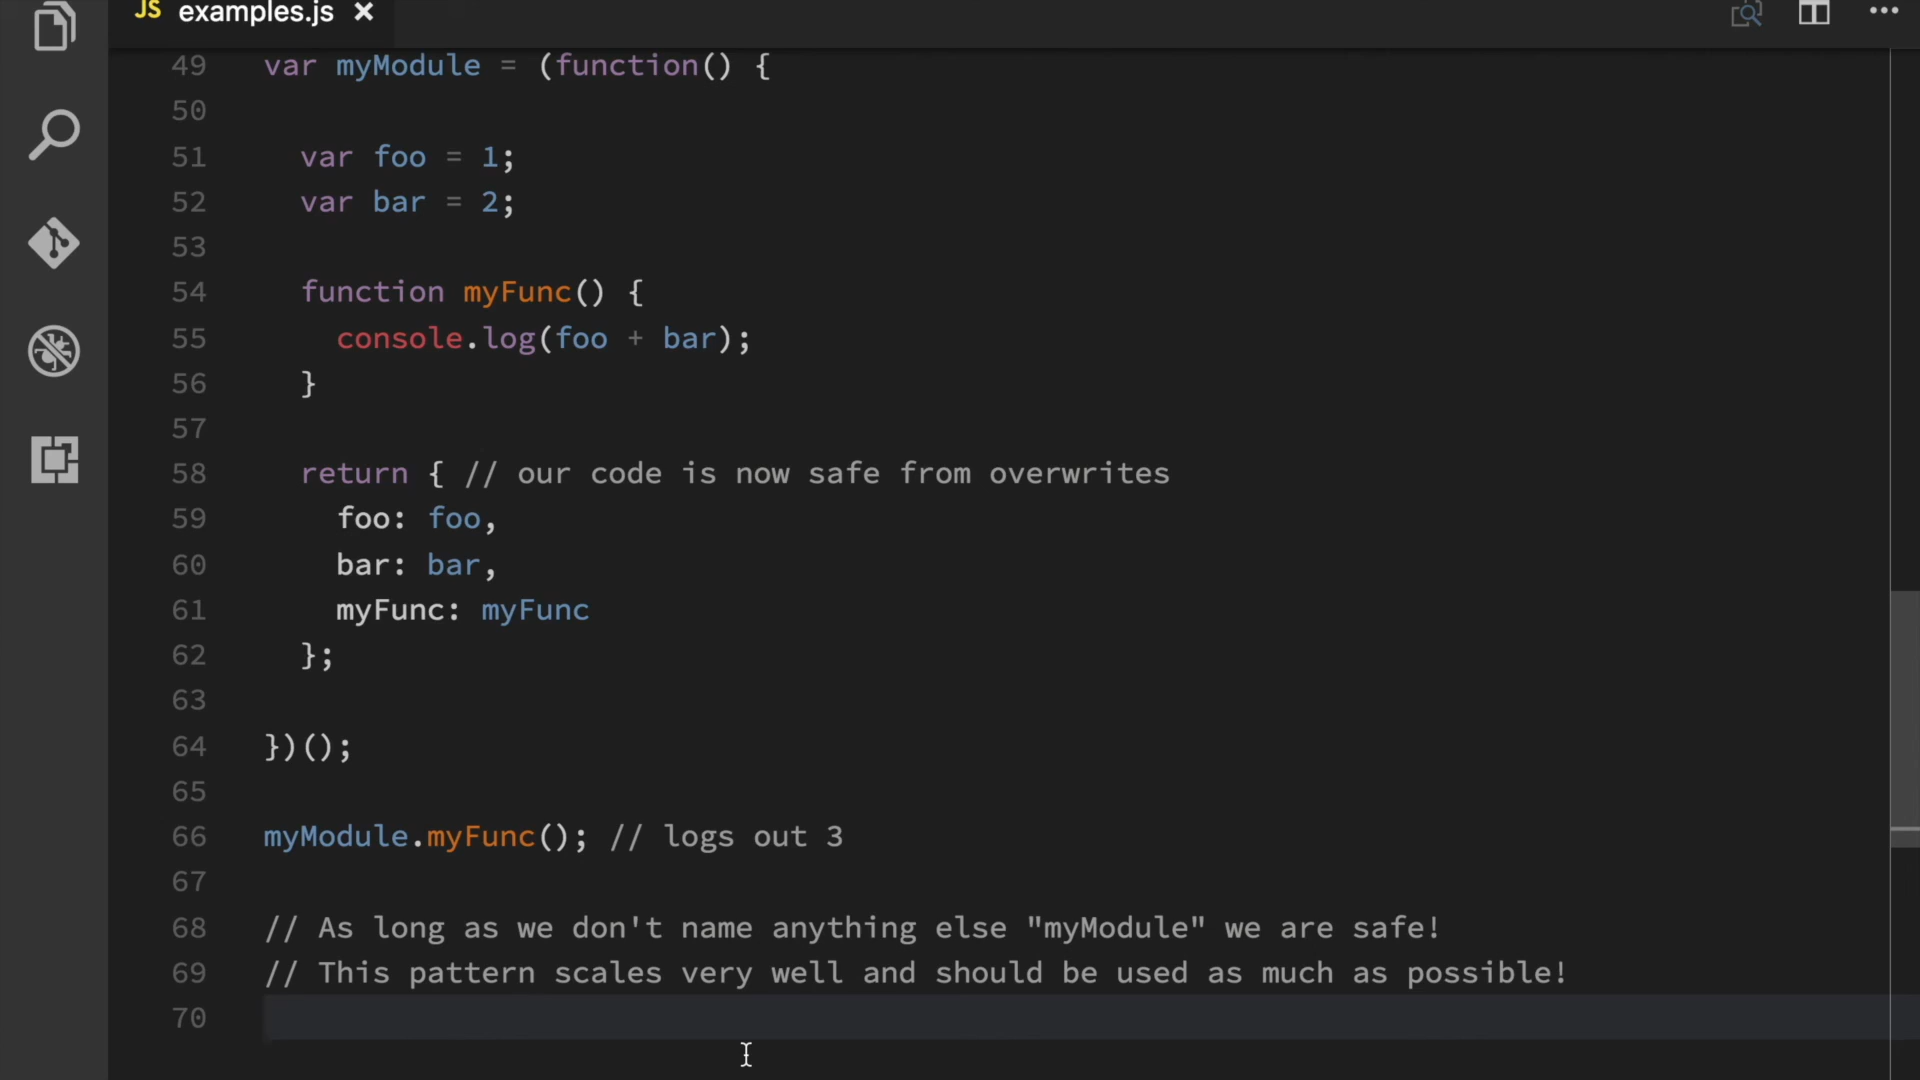 JS examples.js ×
49 var myModule = (function() {
50
51 var foo = 1;
52 var bar = 2;
53
54 function myFunc() {
55 console.log(foo + bar);
56 }
57
58 return { // our code is now safe from overwrites
59 foo: foo,
60 bar: bar,
61 myFunc: myFunc
62 };
63
64 })();
65
66 myModule.myFunc(); // logs out 3
67
68 // As long as we don't name anything else "myModule" we are safe!
69 // This pattern scales very well and should be used as much as possible!
70